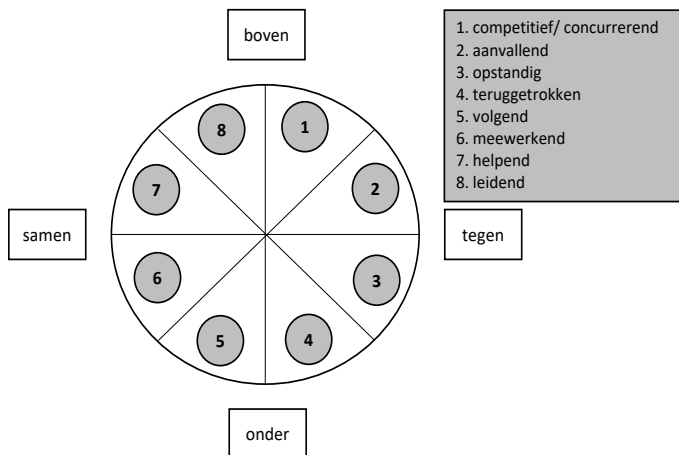 boven
1. competitief/ concurrerend
2. aanvallend
3. opstandig
4. teruggetrokken
5. volgend
6. meewerkend
7. helpend
8. leidend
8
1
7
2
samen
tegen
6
3
5
4
onder